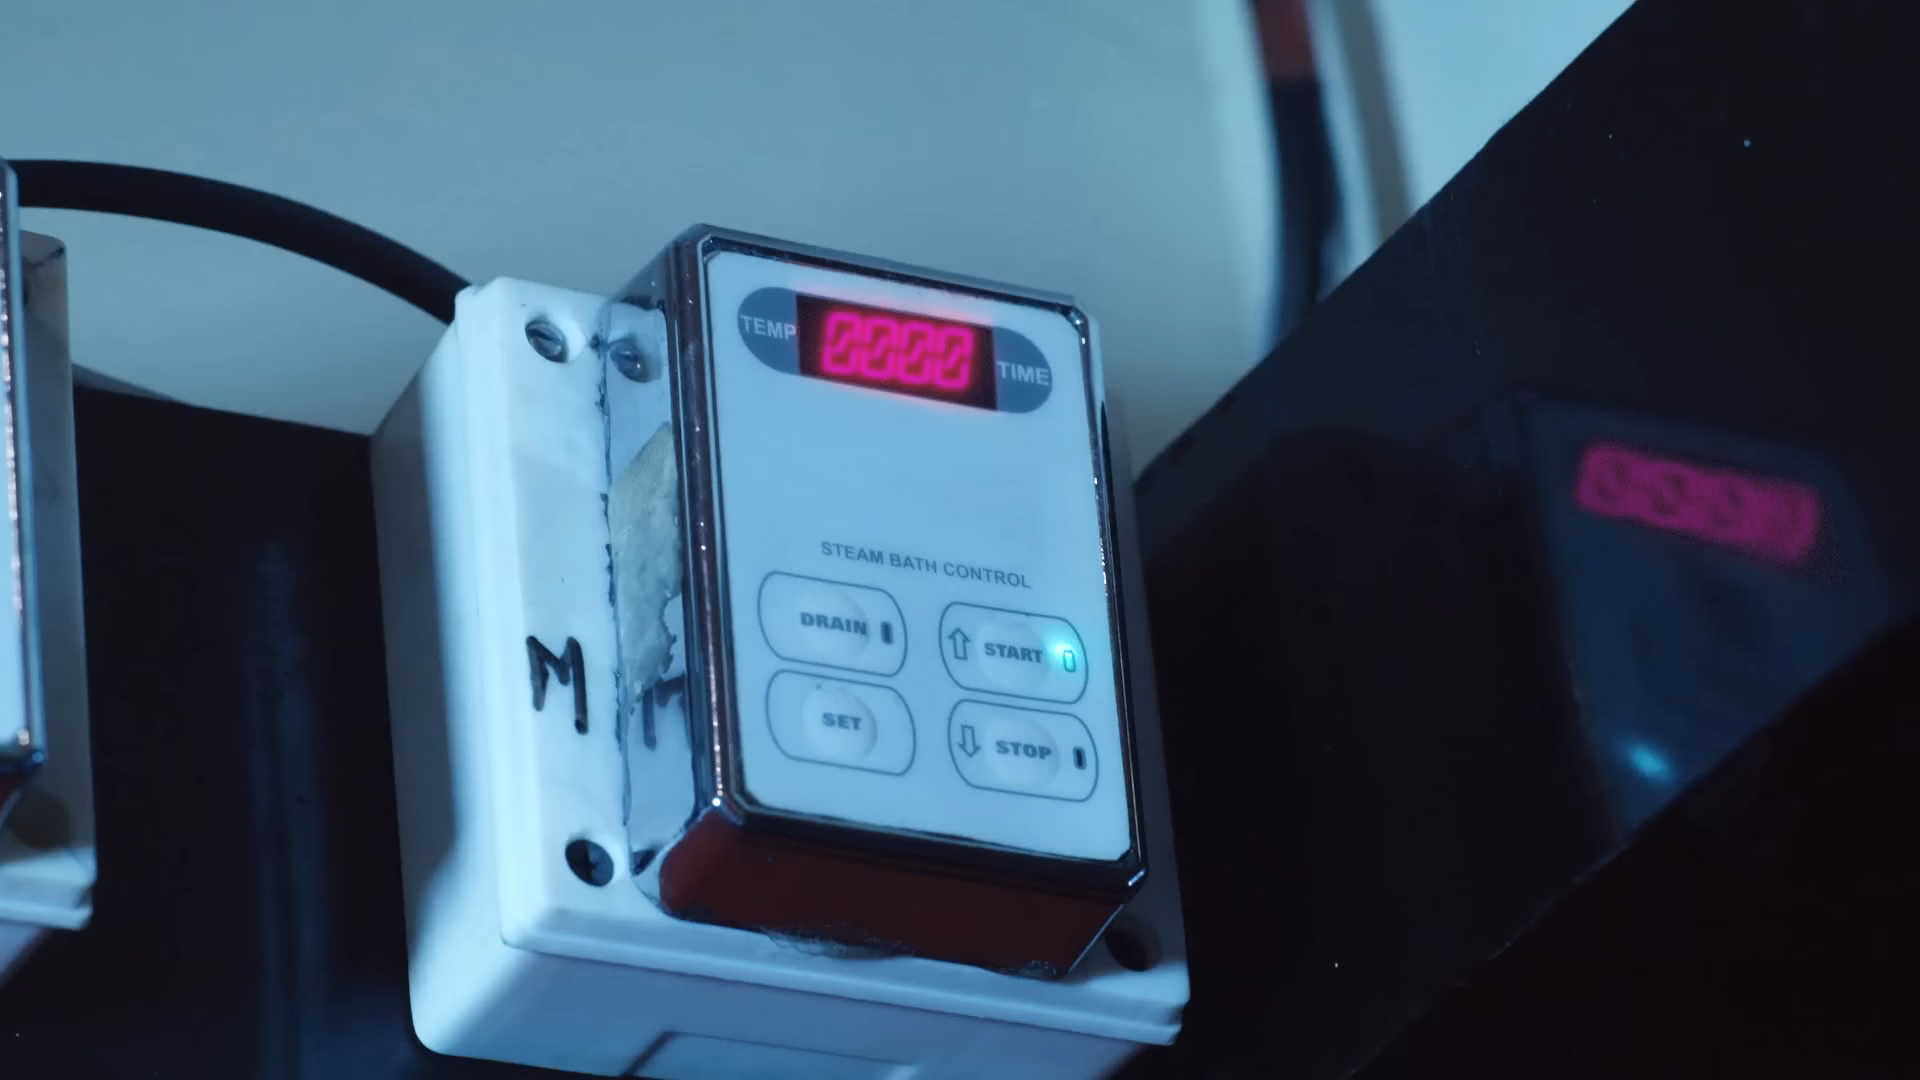 TEMP 0000 TIME
STEAM BATH CONTROL
DRAIN
START
SET
STOP
M